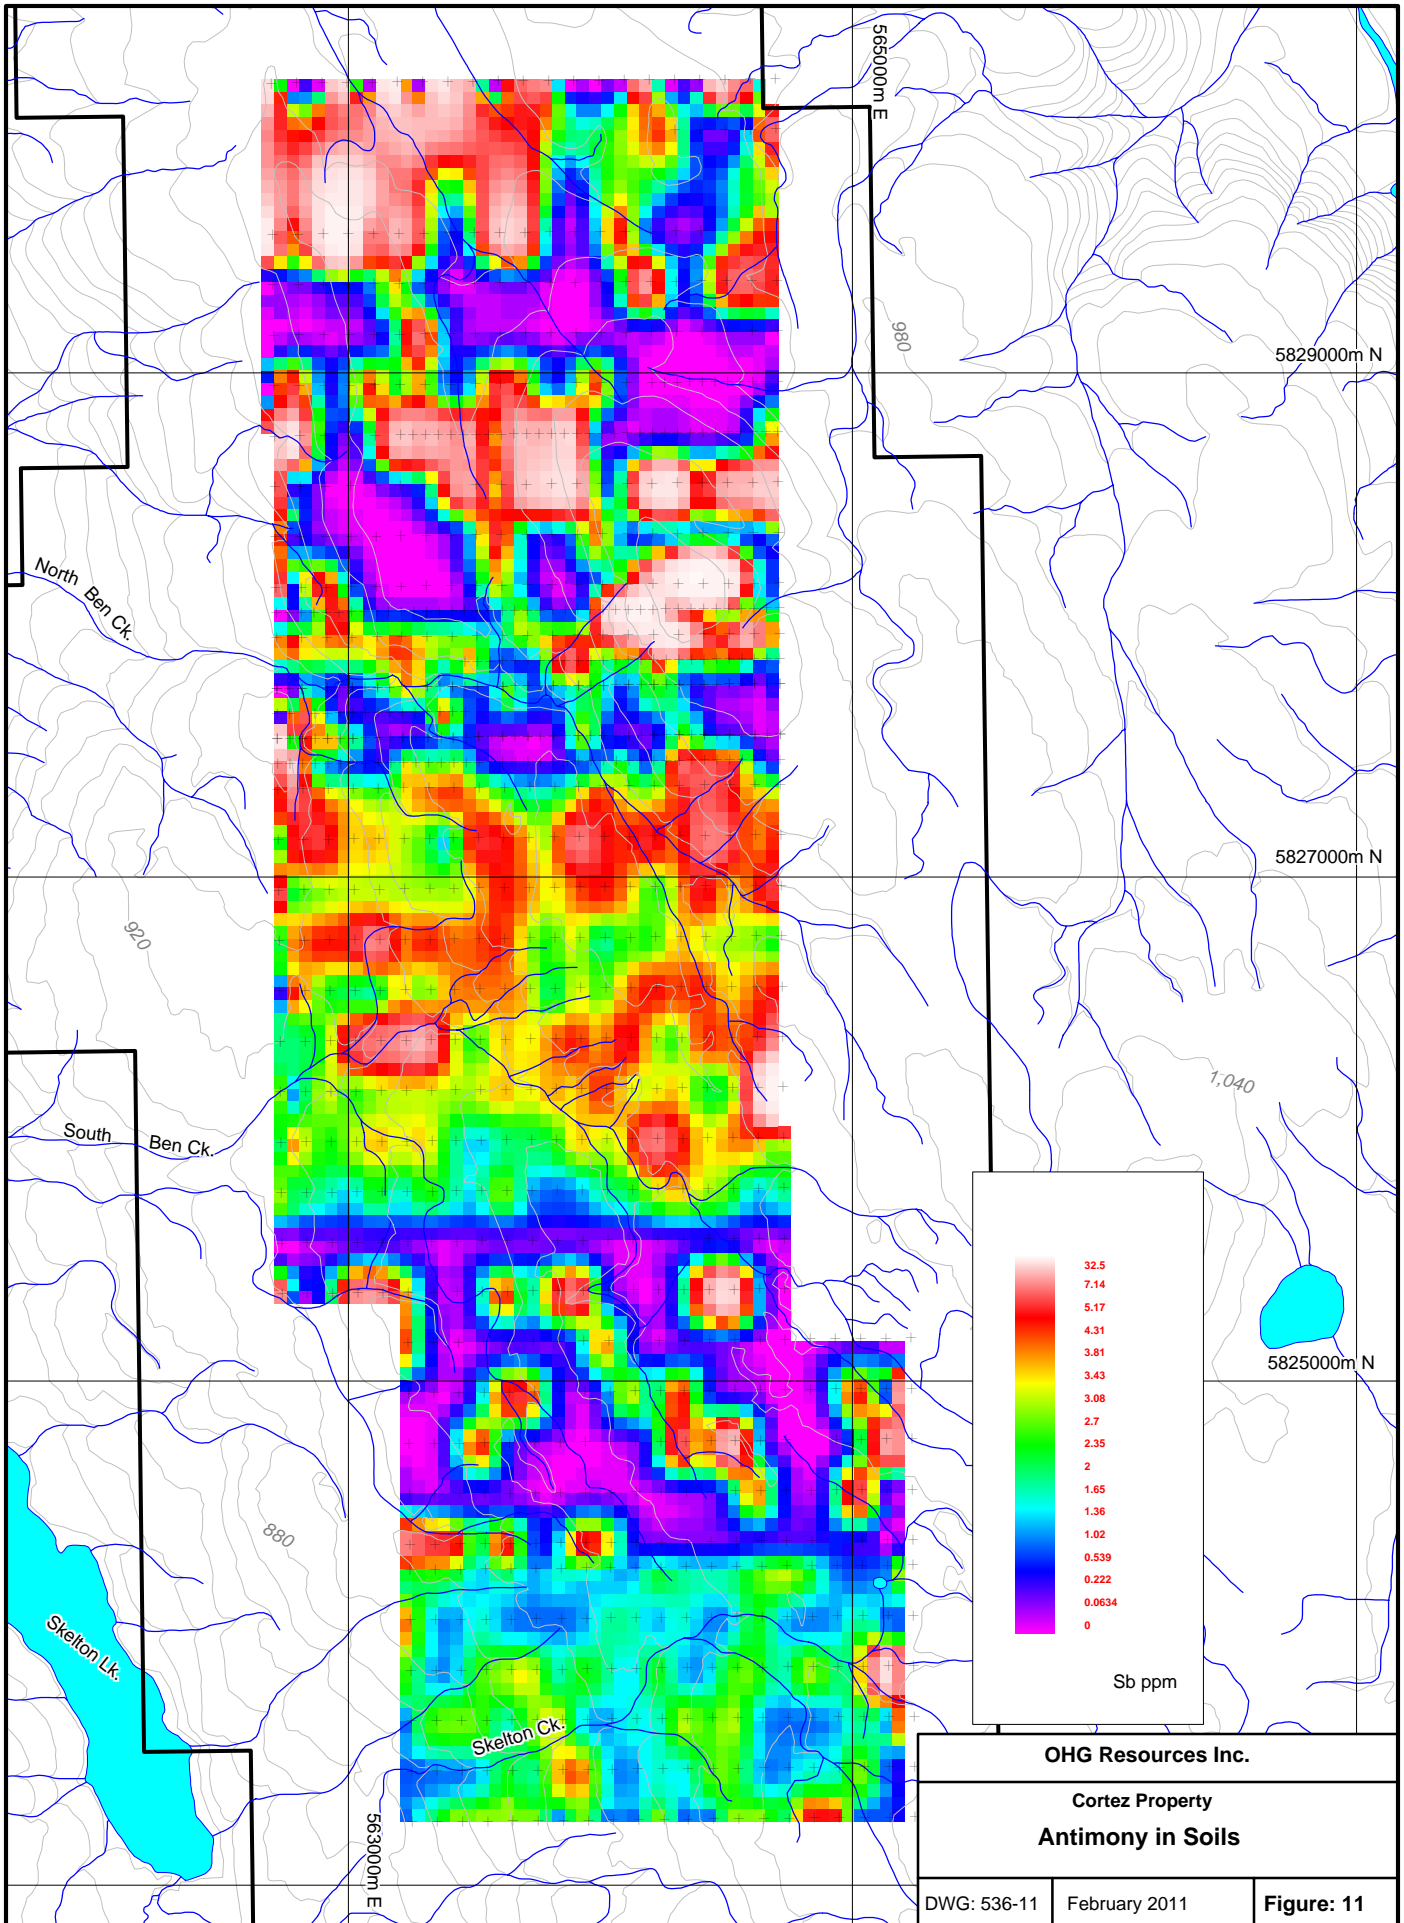 565000m E
980
5829000m N
North Ben Ck.
5827000m N
920
1,040
South Ben Ck.
32.5
7.14
5.17
4.31
3.81
3.43
3.08
2.7
2.35
2
1.65
1.36
1.02
0.539
0.222
0.0634
0
Sb ppm
5825000m N
880
Skelton Lk.
Skelton Ck.
563000m E
OHG Resources Inc.
Cortez Property
Antimony in Soils
DWG: 536-11
February 2011
Figure: 11